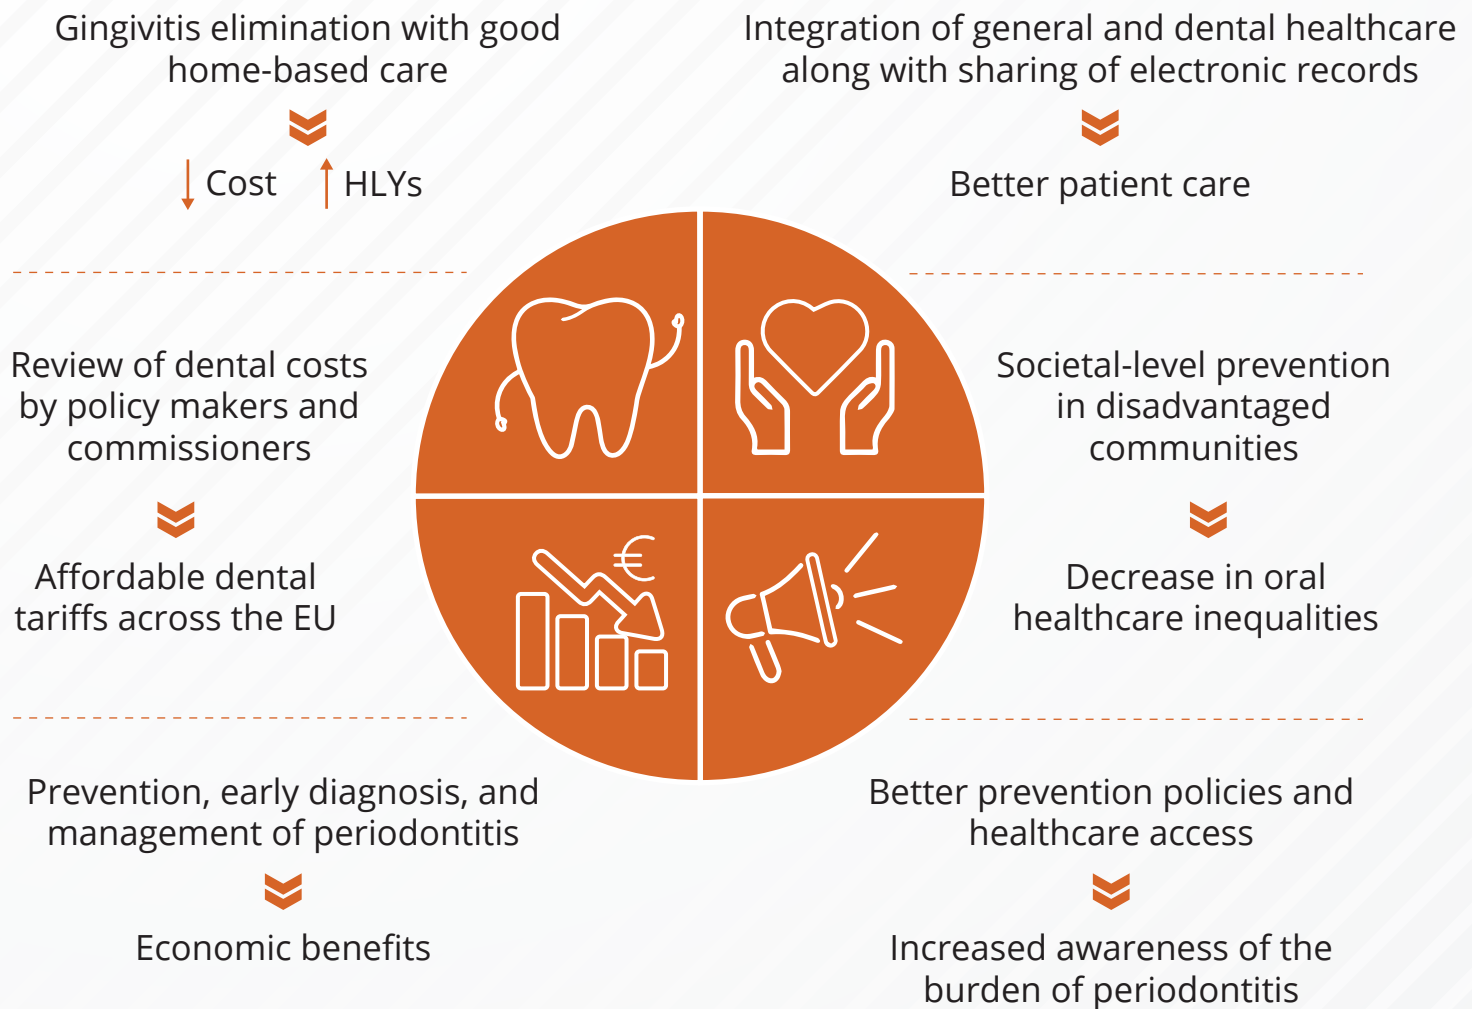 Gingivitis elimination with good
home-based care
↓ Cost ↑ HLYs
Review of dental costs
by policy makers and
commissioners
Affordable dental
tariffs across the EU
Prevention, early diagnosis, and
management of periodontitis
Economic benefits
€
Integration of general and dental healthcare
along with sharing of electronic records
Better patient care
Societal-level prevention
in disadvantaged
communities
Decrease in oral
healthcare inequalities
Better prevention policies and
healthcare access
Increased awareness of the
burden of periodontitis